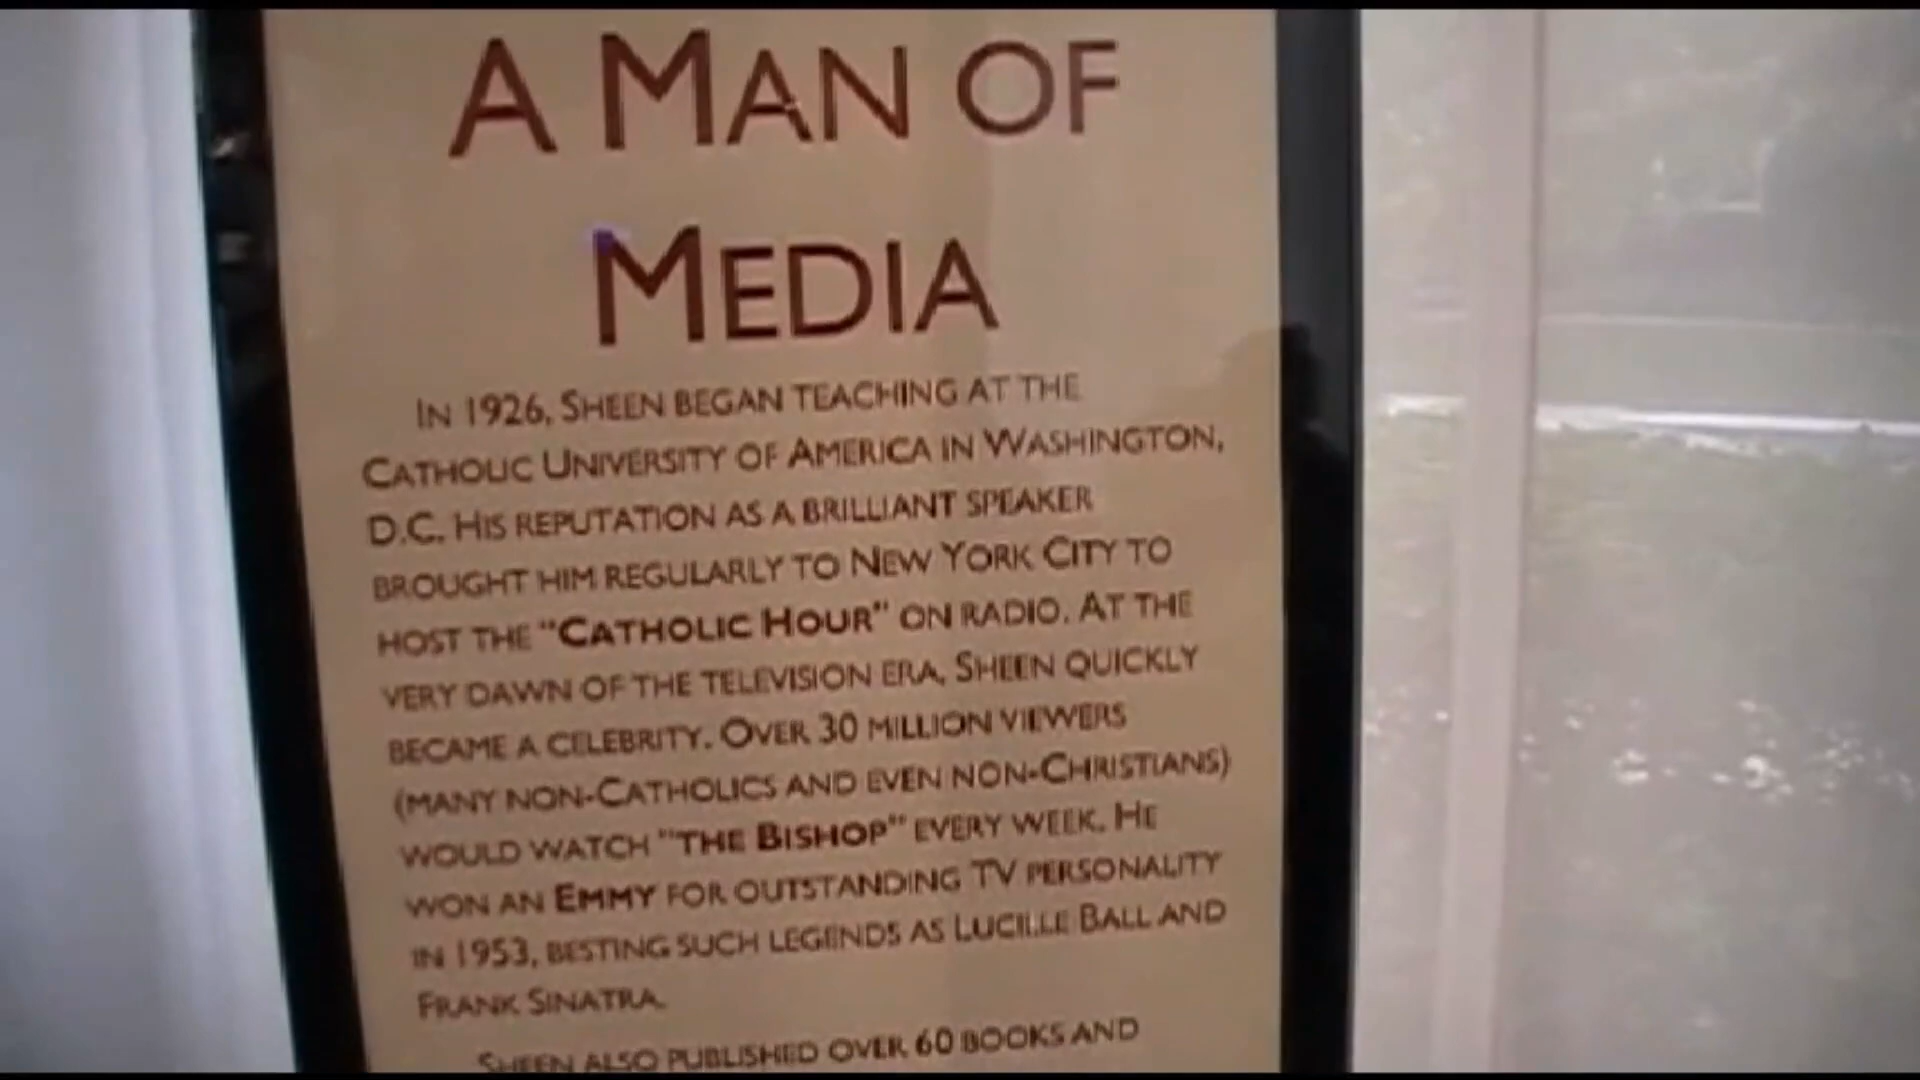 A MAN OF
MEDIA
IN 1926, SHEEN BEGAN TEACHING AT THE
CATHOLIC UNIVERSITY OF AMERICA IN WASHINGTON,
D.C. HIS REPUTATION AS A BRILLIANT SPEAKER
BROUGHT HIM REGULARLY TO NEW YORK CITY TO
HOST THE "CATHOLIC HOUR" ON RADIO. AT THE
VERY DAWN OF THE TELEVISION ERA, SHEEN QUICKLY
BECAME A CELEBRITY. OVER 30 MILLION VIEWERS
(MANY NON-CATHOLICS AND EVEN NON-CHRISTIANS)
WOULD WATCH "THE BISHOP" EVERY WEEK. HE
WON AN EMMY FOR OUTSTANDING TV PERSONALITY
IN 1953, BESTING SUCH LEGENDS AS LUCILLE BALL AND
FRANK SINATRA.
SHEEN ALSO PUBLISHED OVER 60 BOOKS AND